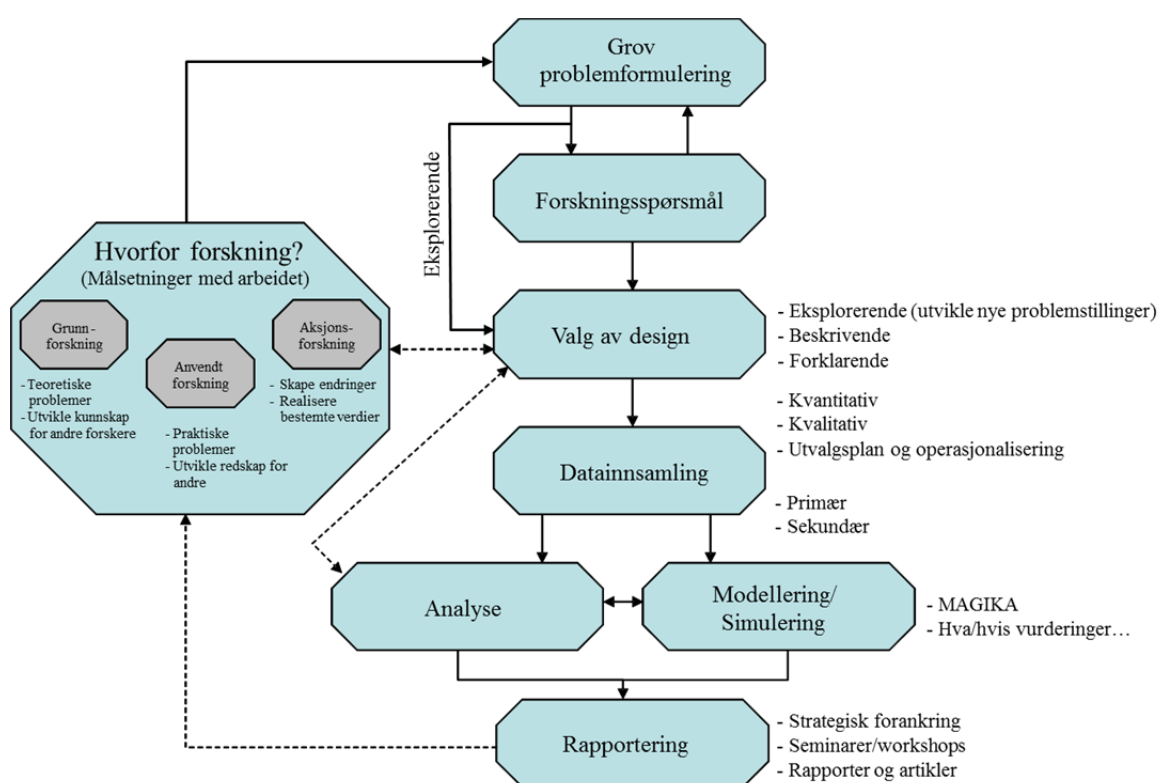 Grov
problemformulering
Eksplorerende
Forskningsspørsmål
Hvorfor forskning?
(Målsetninger med arbeidet)
Grunn-
forskning
- Teoretiske
problemer
- Utvikle kunnskap
for andre forskere
Anvendt
forskning
- Praktiske
problemer
- Utvikle redskap for
andre
Aksjons-
forskning
- Skape endringer
- Realisere
bestemte verdier
Valg av design
- Eksplorerende (utvikle nye problemstillinger)
- Beskrivende
- Forklarende
- Kvantitativ
- Kvalitativ
- Utvalgsplan og operasjonalisering
Datainnsamling
- Primær
- Sekundær
Analyse
Modellering/
Simulering
- MAGIKA
- Hva/hvis vurderinger…
Rapportering
- Strategisk forankring
- Seminarer/workshops
- Rapporter og artikler